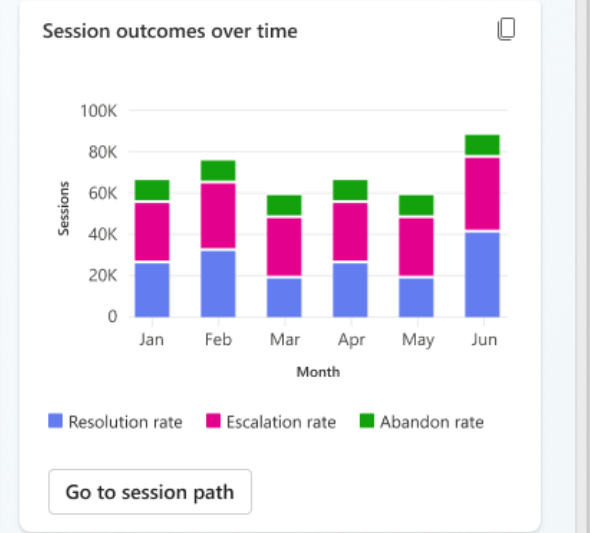 Session outcomes over time
100K
80K
60K
40K
20K
0
Sessions
Jan Feb Mar Apr May Jun
Month
Resolution rate Escalation rate Abandon rate
Go to session path